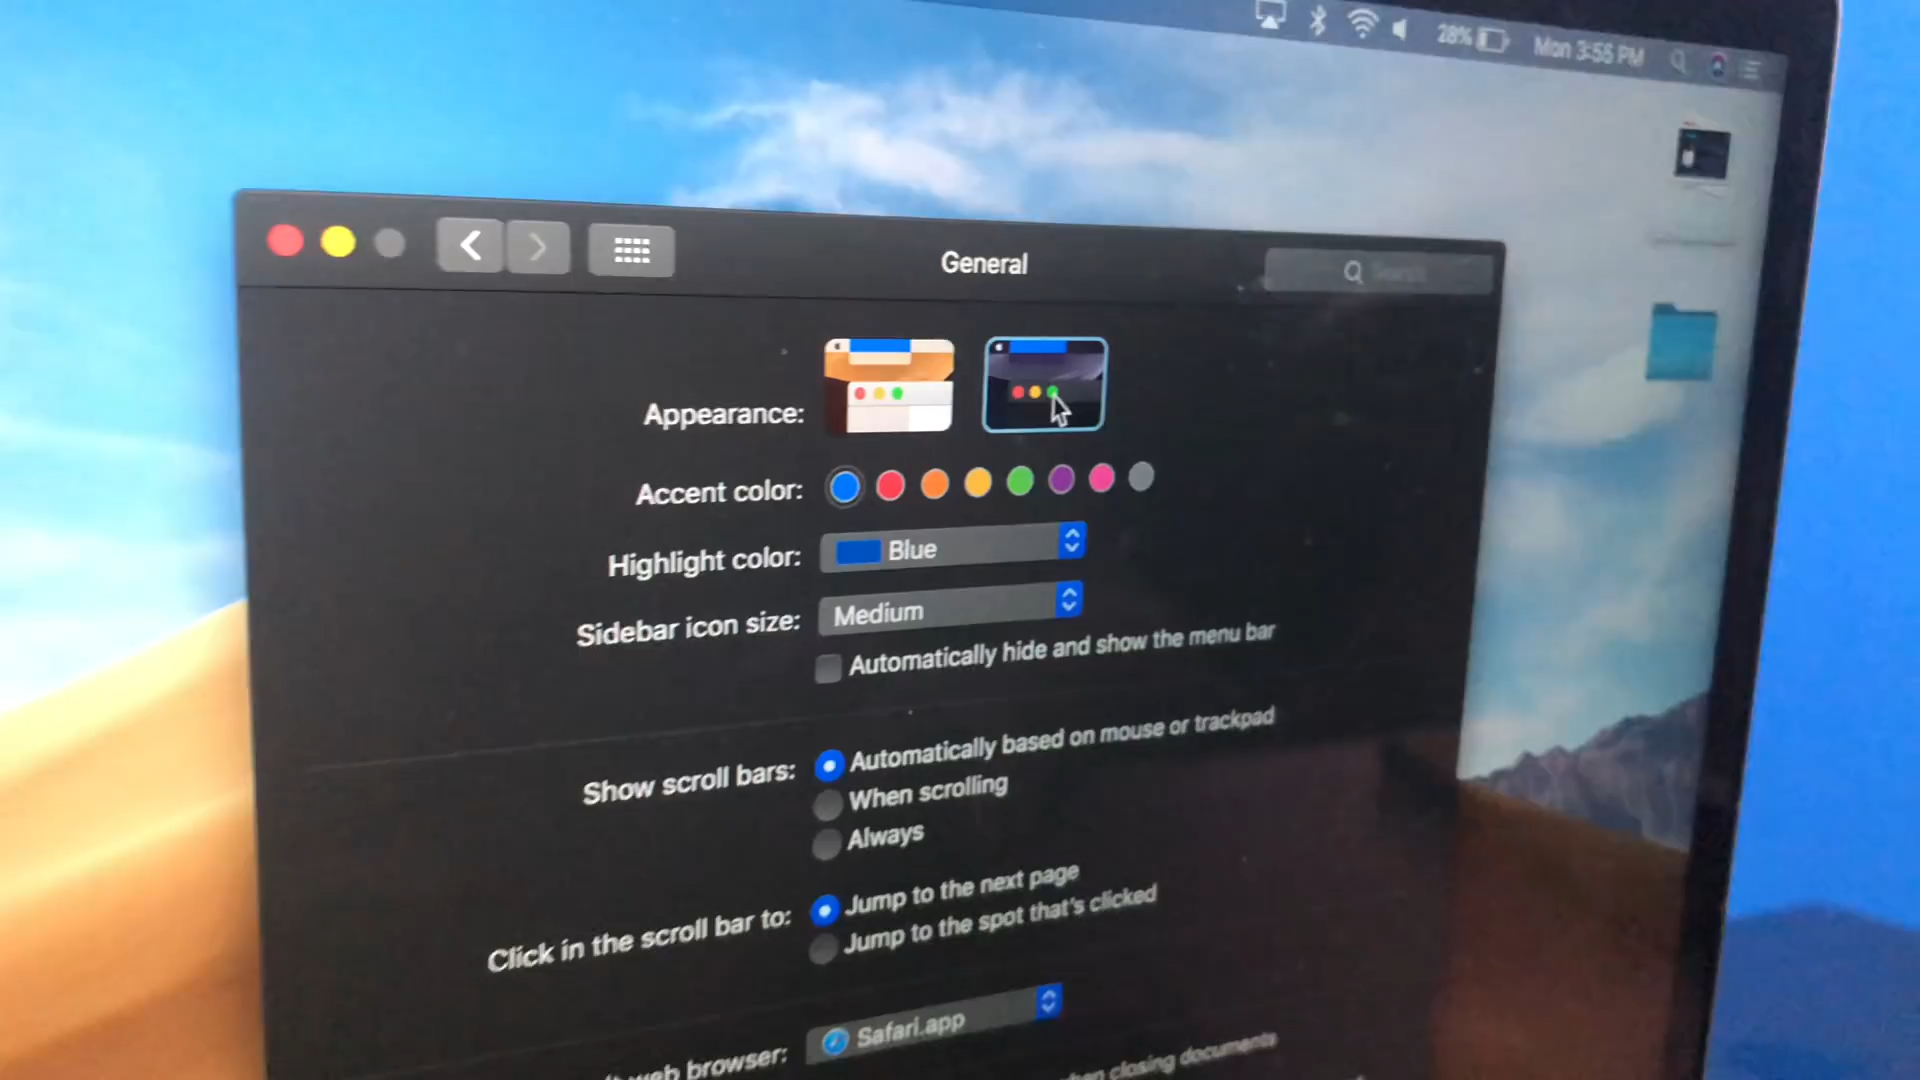 28% Mon 3:55 PM
General
Search
Appearance:
Accent color:
Highlight color: Blue
Sidebar icon size: Medium
Automatically hide and show the menu bar
Show scroll bars: Automatically based on mouse or trackpad
When scrolling
Always
Click in the scroll bar to: Jump to the next page
Jump to the spot that's clicked
web browser: Safari.app
when closing documents